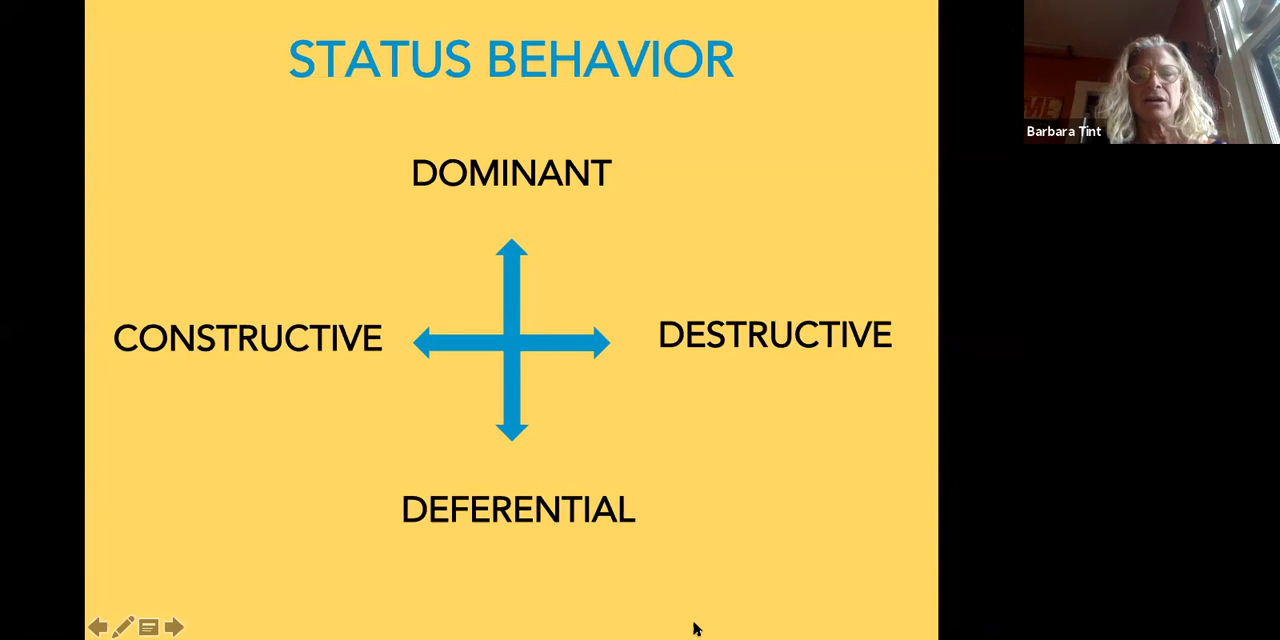 STATUS BEHAVIOR
DOMINANT
CONSTRUCTIVE
DESTRUCTIVE
DEFERENTIAL
Barbara Tint